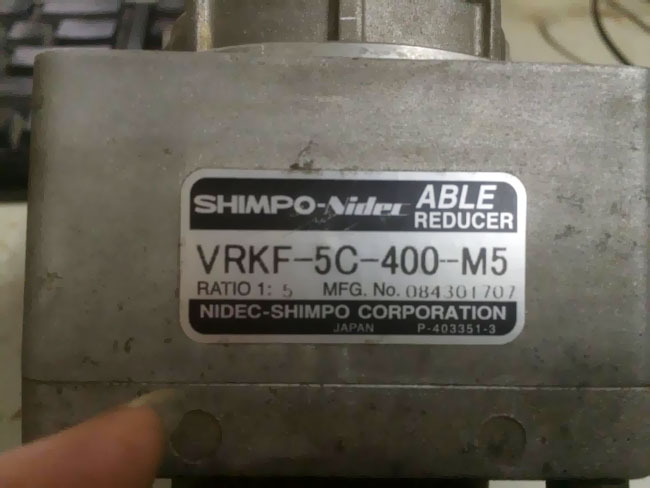 SHIMPO-Nidec ABLE REDUCER
VRKF-5C-400-M5
RATIO 1: 5 MFG. No. 084301707
NIDEC-SHIMPO CORPORATION
JAPAN P-403351-3